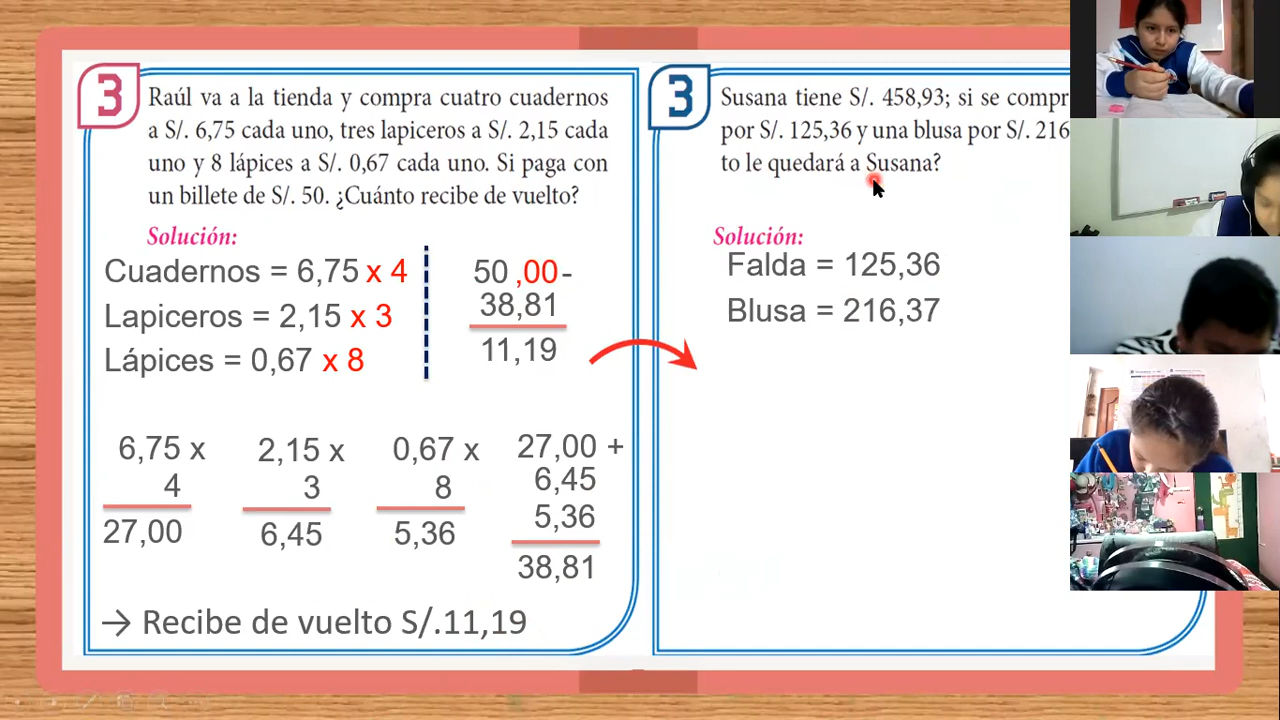 3
Raúl va a la tienda y compra cuatro cuadernos
a S/. 6,75 cada uno, tres lapiceros a S/. 2,15 cada
uno y 8 lápices a S/. 0,67 cada uno. Si paga con
un billete de S/. 50. ¿Cuánto recibe de vuelto?
Solución:
Cuadernos = 6,75 x 4
Lapiceros = 2,15 x 3
Lápices = 0,67 x 8
50 ,00 -
38,81
11,19
6,75 x
4
27,00
2,15 x
3
6,45
0,67 x
8
5,36
27,00 +
6,45
5,36
38,81
→ Recibe de vuelto S/.11,19
3
Susana tiene S/. 458,93; si se compr
por S/. 125,36 y una blusa por S/. 216
to le quedará a Susana?
Solución:
Falda = 125,36
Blusa = 216,37